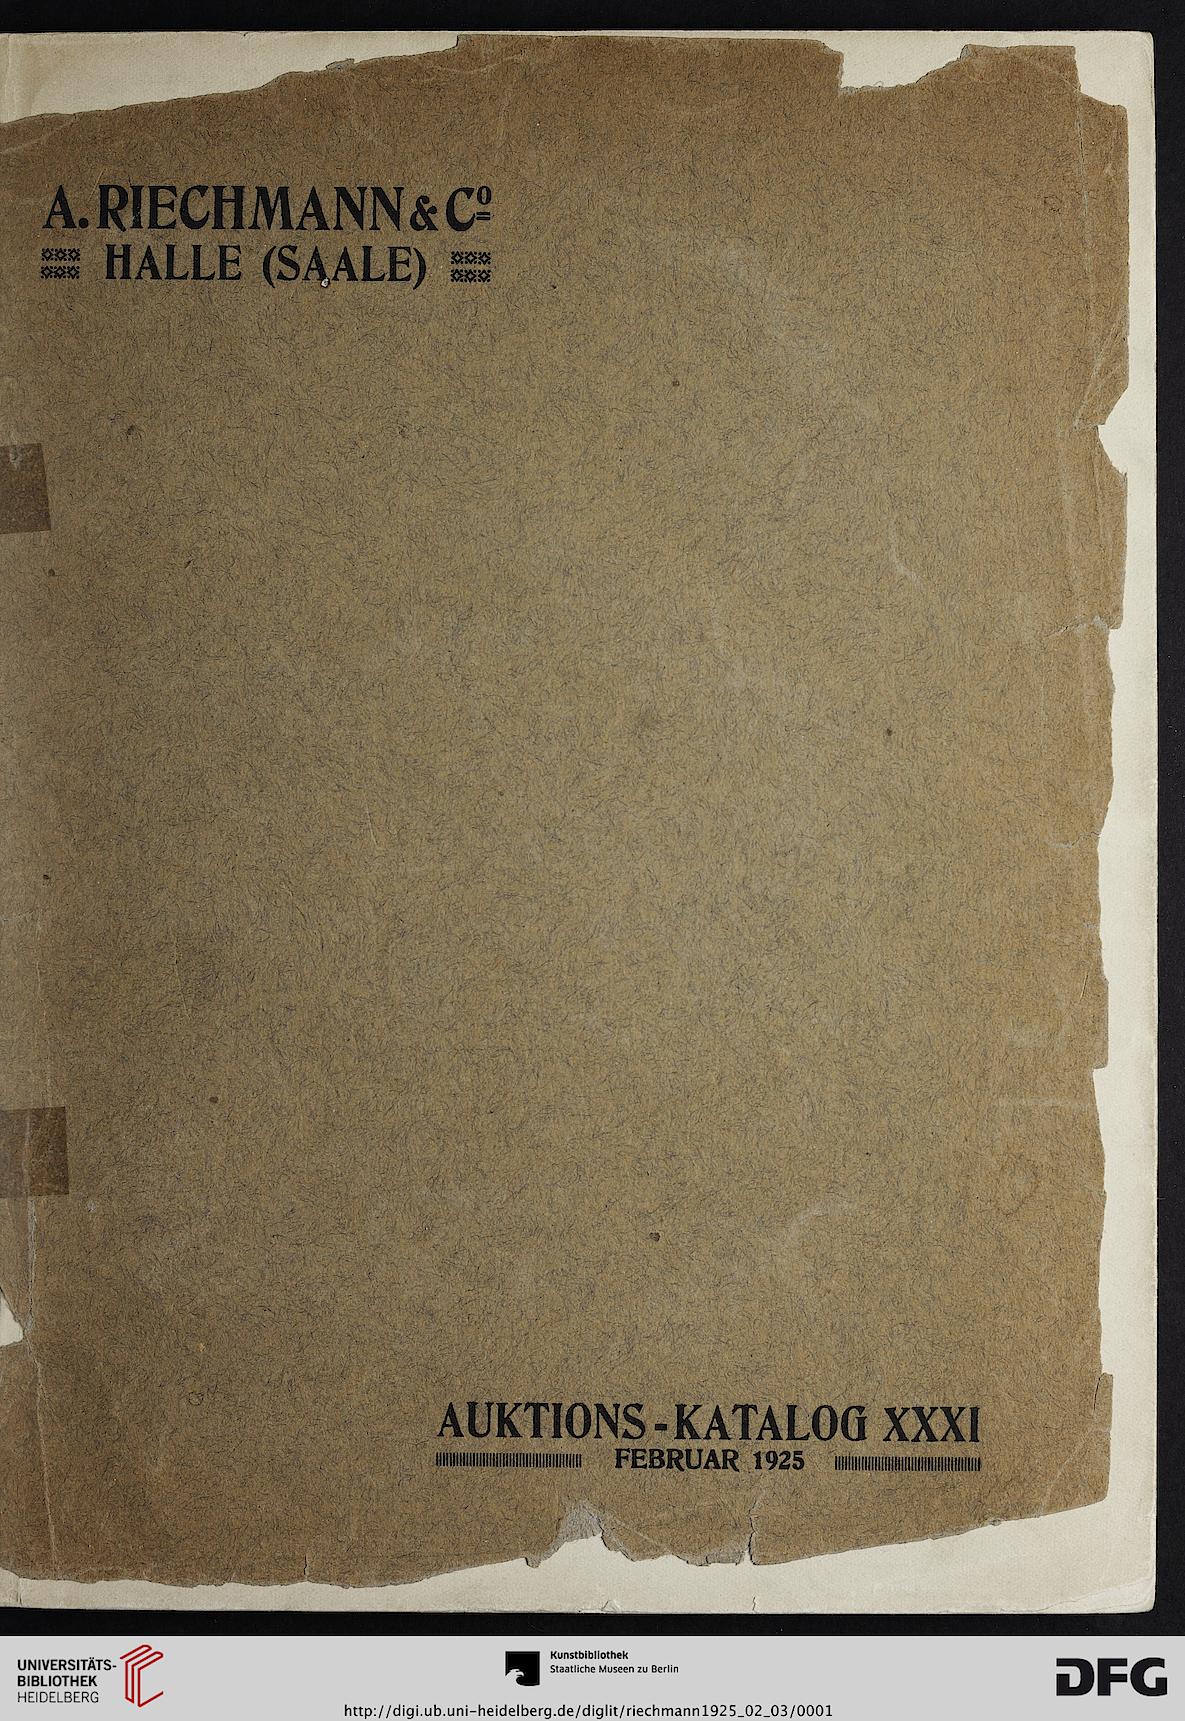 A. RIECHMANN & Cº
HALLE (SAALE)
AUKTIONS-KATALOG XXXI
FEBRUAR 1925
UNIVERSITÄTS-
BIBLIOTHEK
HEIDELBERG
Kunstbibliothek
Staatliche Museen zu Berlin
DFG
http://digi.ub.uni-heidelberg.de/diglit/riechmann1925_02_03/0001